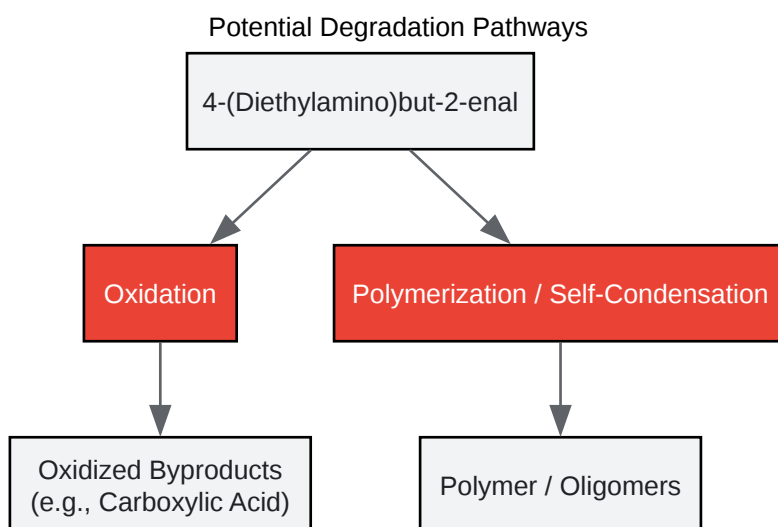 Potential Degradation Pathways
4-(Diethylamino)but-2-enal
Oxidation
Polymerization / Self-Condensation
Oxidized Byproducts
(e.g., Carboxylic Acid)
Polymer / Oligomers